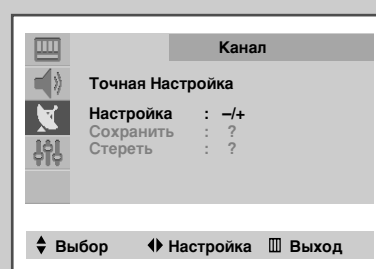 Канал
Точная Настройка
Настройка : –/+
Сохранить : ?
Стереть : ?
Выбор Настройка Выход